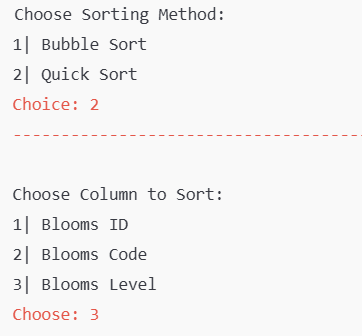 Choose Sorting Method:
1| Bubble Sort
2| Quick Sort
Choice: 2
------------------------------------
Choose Column to Sort:
1| Blooms ID
2| Blooms Code
3| Blooms Level
Choose: 3